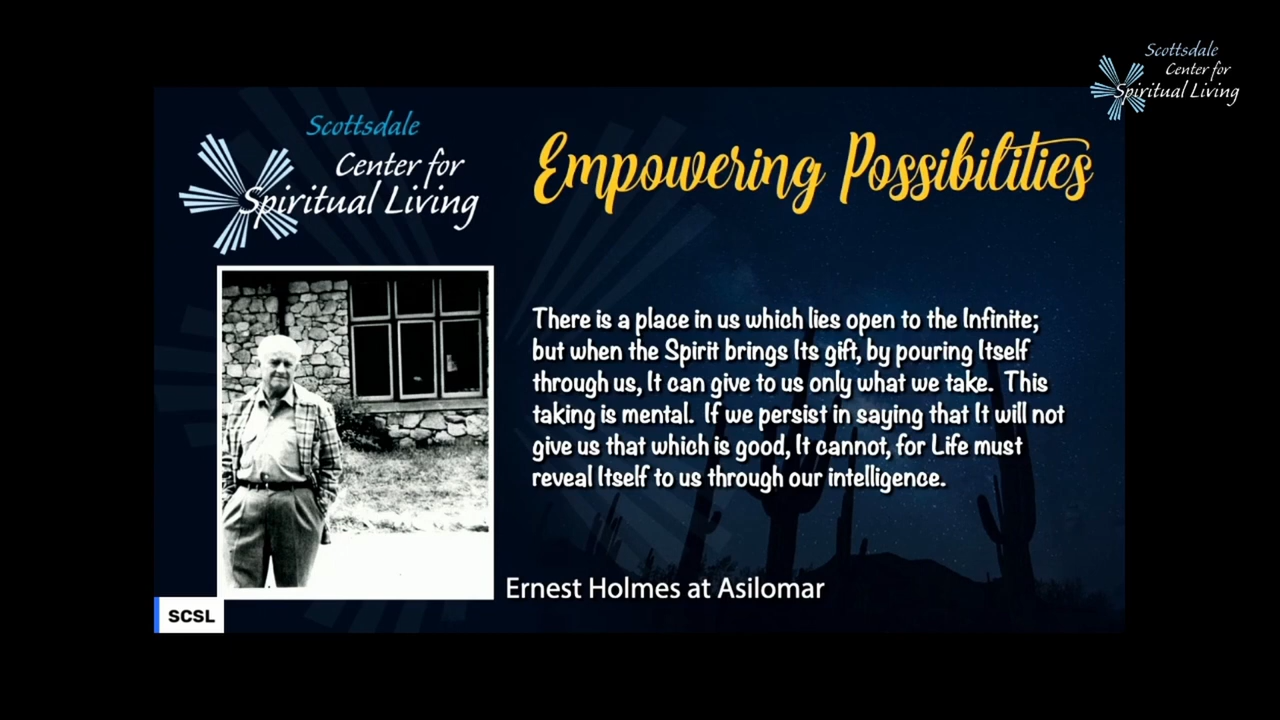 Scottsdale
Center for
Spiritual Living
Scottsdale
Center for
Spiritual Living
Empowering Possibilities
There is a place in us which lies open to the Infinite;
but when the Spirit brings Its gift, by pouring Itself
through us, It can give to us only what we take. This
taking is mental. If we persist in saying that It will not
give us that which is good, It cannot, for Life must
reveal Itself to us through our intelligence.
Ernest Holmes at Asilomar
SCSL